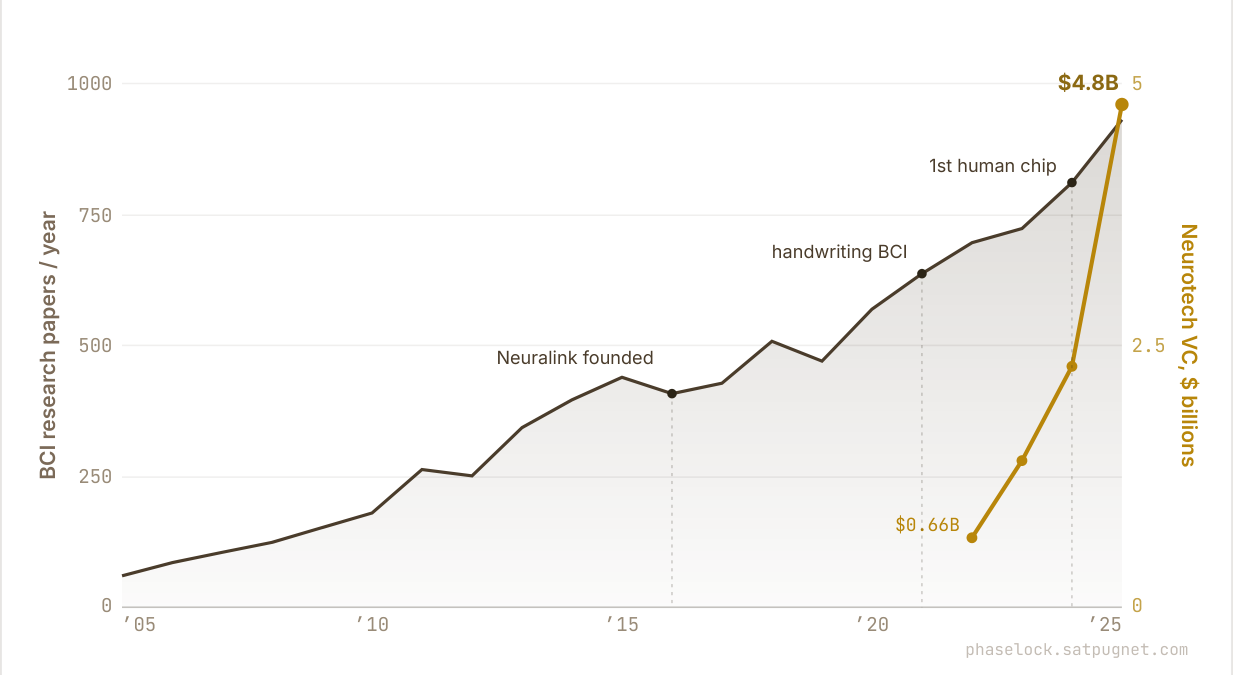 $4.8B
1000
5
1st human chip
750
handwriting BCI
BCI research papers / year
Neurotech VC, $ billions
500
2.5
Neuralink founded
250
$0.66B
0
0
’05
’10
’15
’20
’25
phaselock.satpugnet.com